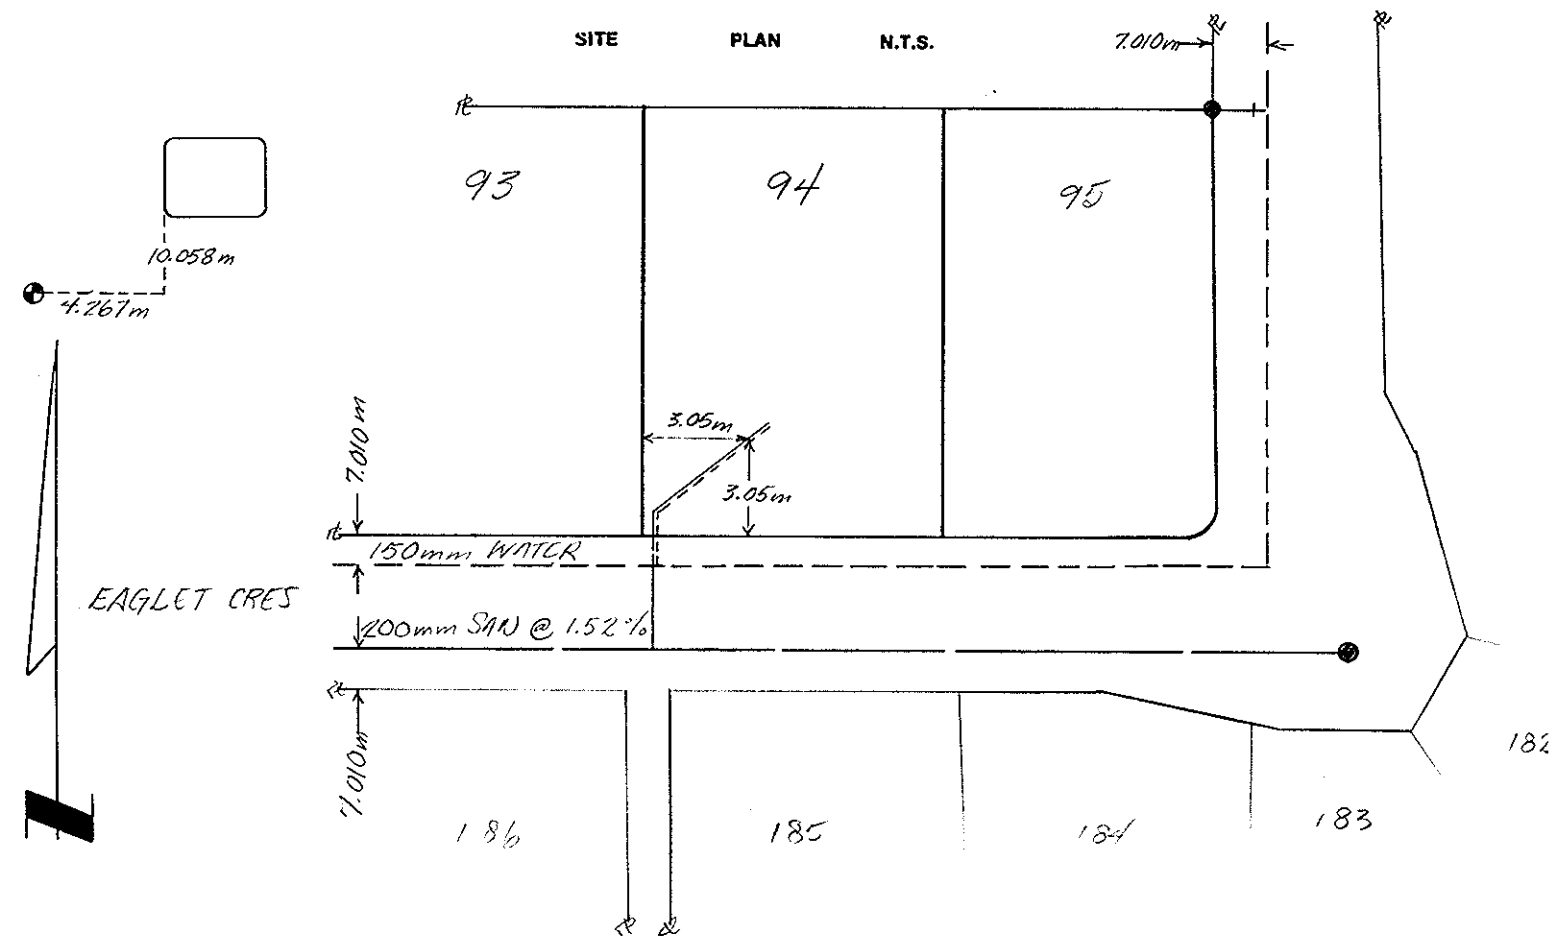 SITE PLAN N.T.S.
7.010m
93
94
95
10.058m
4.267m
7.010m
3.05m
3.05m
150mm WATER
EAGLET CRES
200mm SAN @ 1.52%
7.010m
182
186
185
184
183